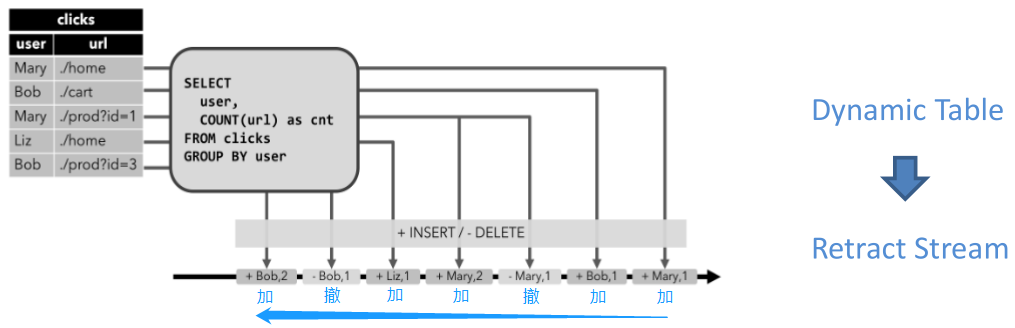 clicks
user url
Mary ./home
Bob ./cart
Mary ./prod?id=1
Liz ./home
Bob ./prod?id=3
SELECT
user,
COUNT(url) as cnt
FROM clicks
GROUP BY user
+ INSERT / - DELETE
+ Bob,2 - Bob,1 + Liz,1 + Mary,2 - Mary,1 + Bob,1 + Mary,1
加 撤 加 加 撤 加 加
Dynamic Table
Retract Stream